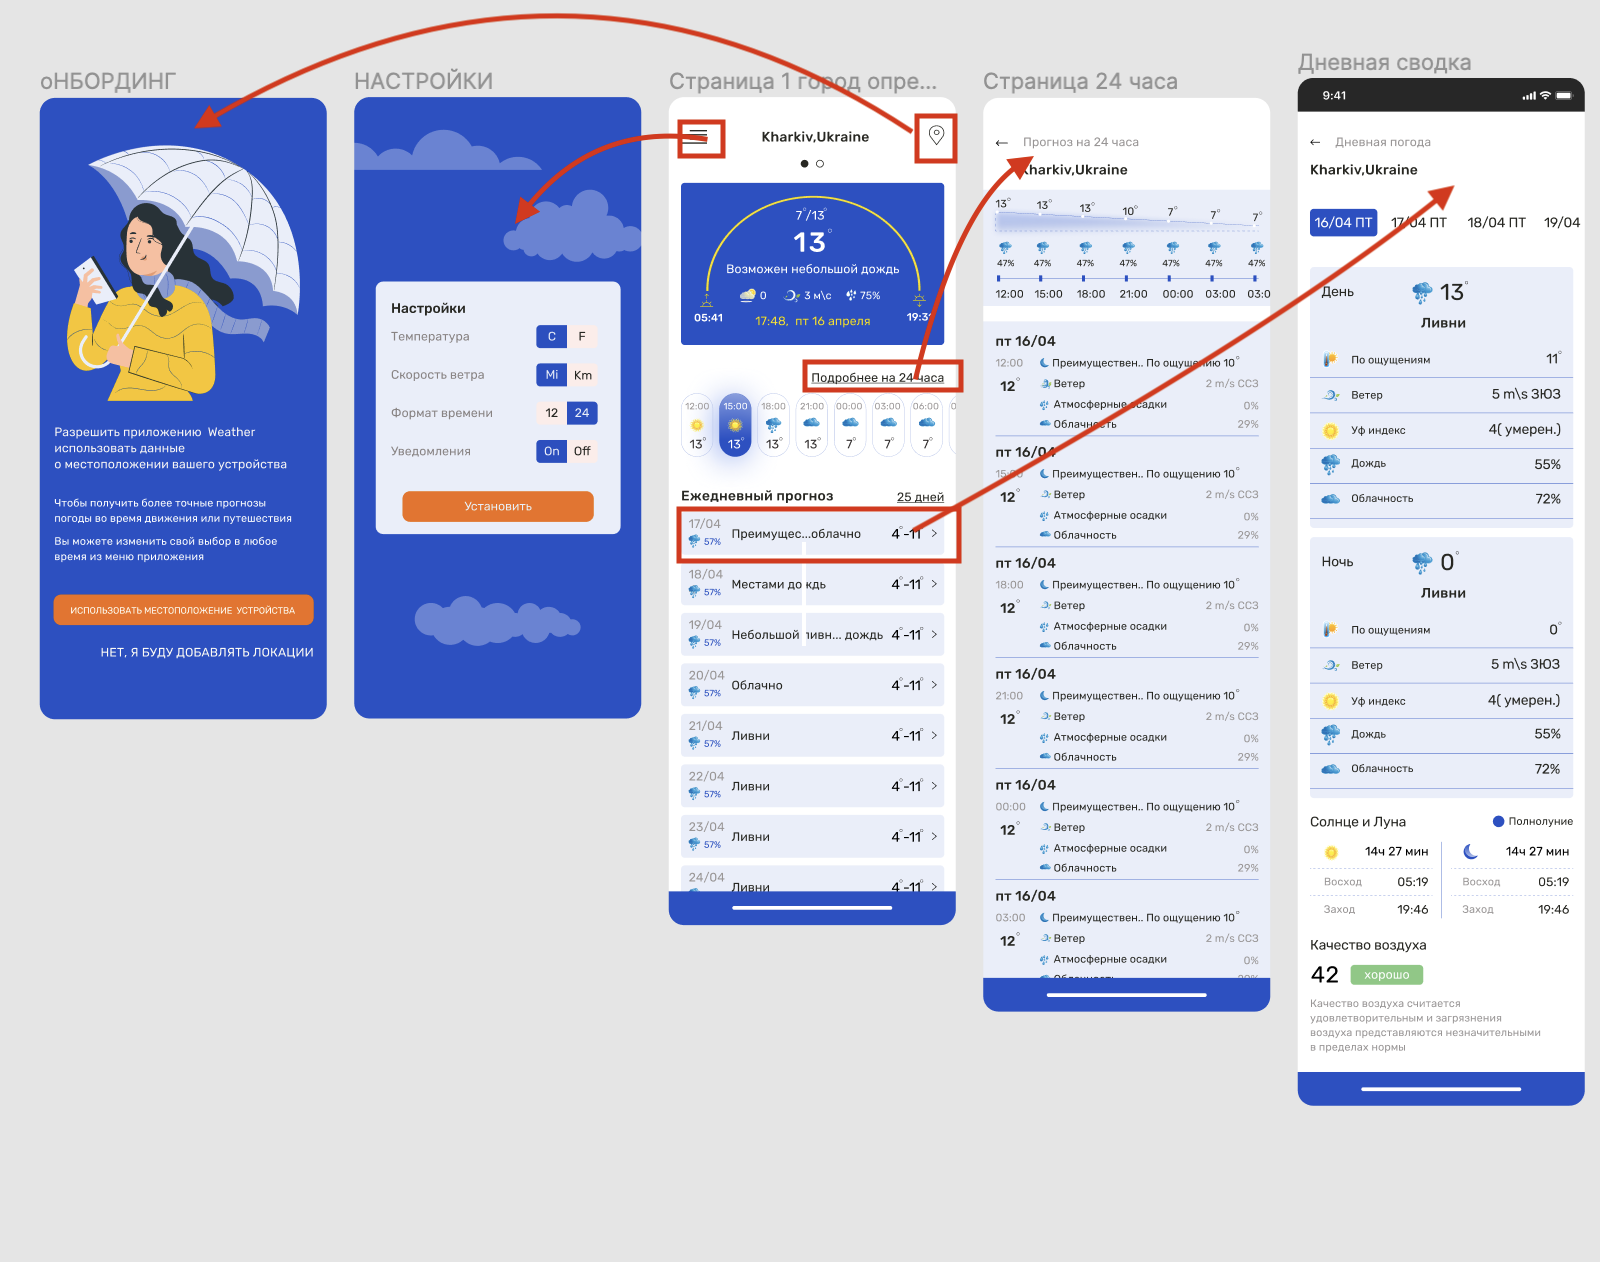 оНБОРДИНГ
Разрешить приложению Weather
использовать данные
о местоположении вашего устройства
Чтобы получить более точные прогнозы
погоды во время движения или путешествия
Вы можете изменить свой выбор в любое
время из меню приложения
ИСПОЛЬЗОВАТЬ МЕСТОПОЛОЖЕНИЕ УСТРОЙСТВА
НЕТ, Я БУДУ ДОБАВЛЯТЬ ЛОКАЦИИ
НАСТРОЙКИ
Настройки
Температура C F
Скорость ветра Mi Km
Формат времени 12 24
Уведомления On Off
Установить
Страница 1 город опре...
Kharkiv,Ukraine
7°/13°
13°
Возможен небольшой дождь
0 3 м\с 75%
05:41 17:48, пт 16 апреля 19:31
Подробнее на 24 часа
12:00 15:00 18:00 21:00 00:00 03:00 06:00 0
13° 13° 13° 13° 7° 7° 7°
Ежедневный прогноз 25 дней
17/04
57% Преимущес...облачно 4°-11°
18/04
57% Местами дождь 4°-11°
19/04
57% Небольшой ливн... дождь 4°-11°
20/04
57% Облачно 4°-11°
21/04
57% Ливни 4°-11°
22/04
57% Ливни 4°-11°
23/04
57% Ливни 4°-11°
24/04
Ливни 4°-11°
Страница 24 часа
← Прогноз на 24 часа
Kharkiv,Ukraine
13° 13° 13° 10° 7° 7° 7°
47% 47% 47% 47% 47% 47% 47%
12:00 15:00 18:00 21:00 00:00 03:00 03:0
пт 16/04
12:00 Преимуществен.. По ощущению 10°
12° Ветер 2 m/s ССЗ
Атмосферные осадки 0%
Облачность 29%
пт 16/04
15:00 Преимуществен.. По ощущению 10°
12° Ветер 2 m/s ССЗ
Атмосферные осадки 0%
Облачность 29%
пт 16/04
18:00 Преимуществен.. По ощущению 10°
12° Ветер 2 m/s ССЗ
Атмосферные осадки 0%
Облачность 29%
пт 16/04
21:00 Преимуществен.. По ощущению 10°
12° Ветер 2 m/s ССЗ
Атмосферные осадки 0%
Облачность 29%
пт 16/04
00:00 Преимуществен.. По ощущению 10°
12° Ветер 2 m/s ССЗ
Атмосферные осадки 0%
Облачность 29%
пт 16/04
03:00 Преимуществен.. По ощущению 10°
12° Ветер 2 m/s ССЗ
Атмосферные осадки 0%
Облачность 29%
Дневная сводка
9:41
← Дневная погода
Kharkiv,Ukraine
16/04 ПТ 17/04 ПТ 18/04 ПТ 19/04
День 13°
Ливни
По ощущениям 11°
Ветер 5 m\s ЗЮЗ
Уф индекс 4( умерен.)
Дождь 55%
Облачность 72%
Ночь 0°
Ливни
По ощущениям 0°
Ветер 5 m\s ЗЮЗ
Уф индекс 4( умерен.)
Дождь 55%
Облачность 72%
Солнце и Луна Полнолуние
14ч 27 мин 14ч 27 мин
Восход 05:19 Восход 05:19
Заход 19:46 Заход 19:46
Качество воздуха
42 хорошо
Качество воздуха считается
удовлетворительным и загрязнения
воздуха представляются незначительными
в пределах нормы